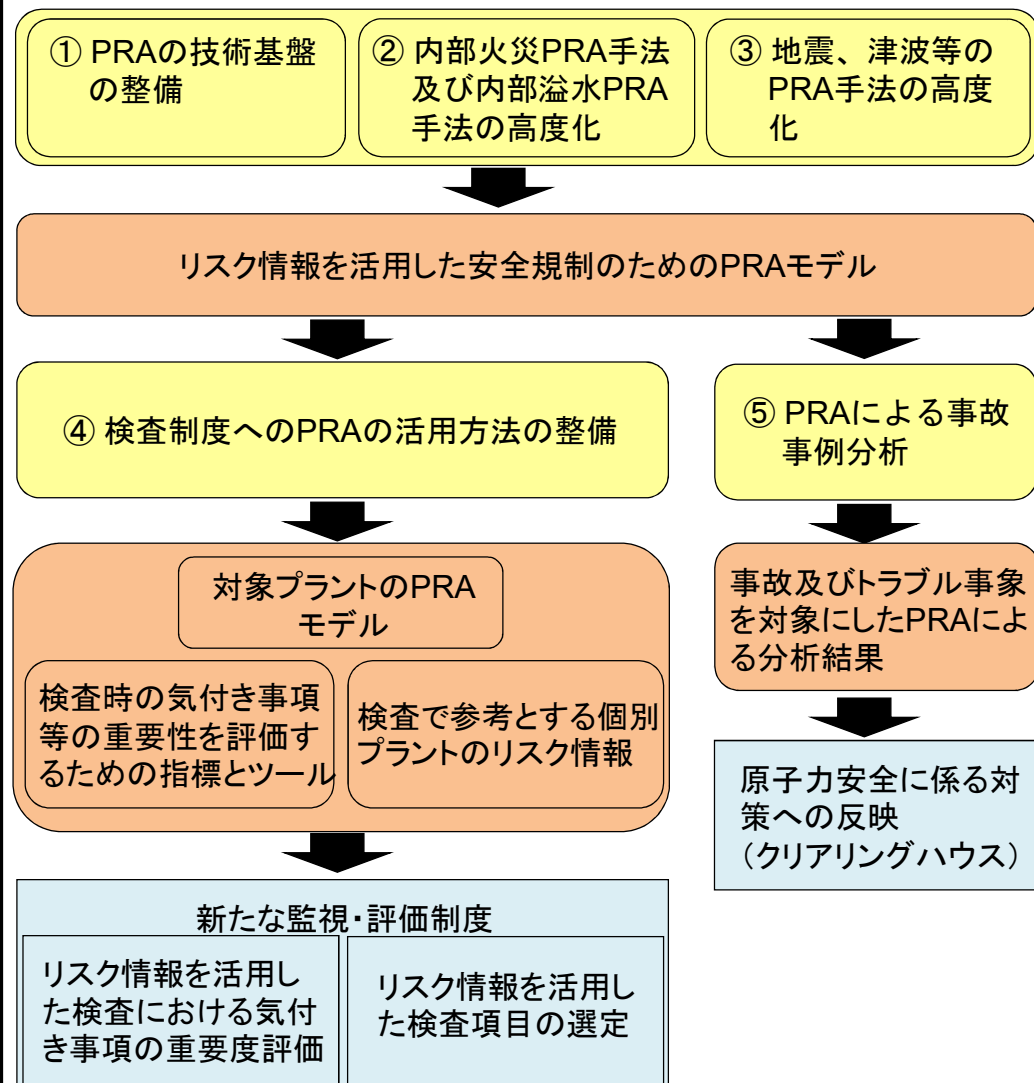 ① PRAの技術基盤
の整備
② 内部火災PRA手法
及び内部溢水PRA
手法の高度化
③ 地震、津波等の
PRA手法の高度
化
リスク情報を活用した安全規制のためのPRAモデル
④ 検査制度へのPRAの活用方法の整備
⑤ PRAによる事故
事例分析
対象プラントのPRA
モデル
検査時の気付き事項
等の重要性を評価す
るための指標とツール
検査で参考とする個別
プラントのリスク情報
事故及びトラブル事象
を対象にしたPRAによ
る分析結果
原子力安全に係る対
策への反映
（クリアリングハウス）
新たな監視・評価制度
リスク情報を活用し
た検査における気付
き事項の重要度評価
リスク情報を活用し
た検査項目の選定